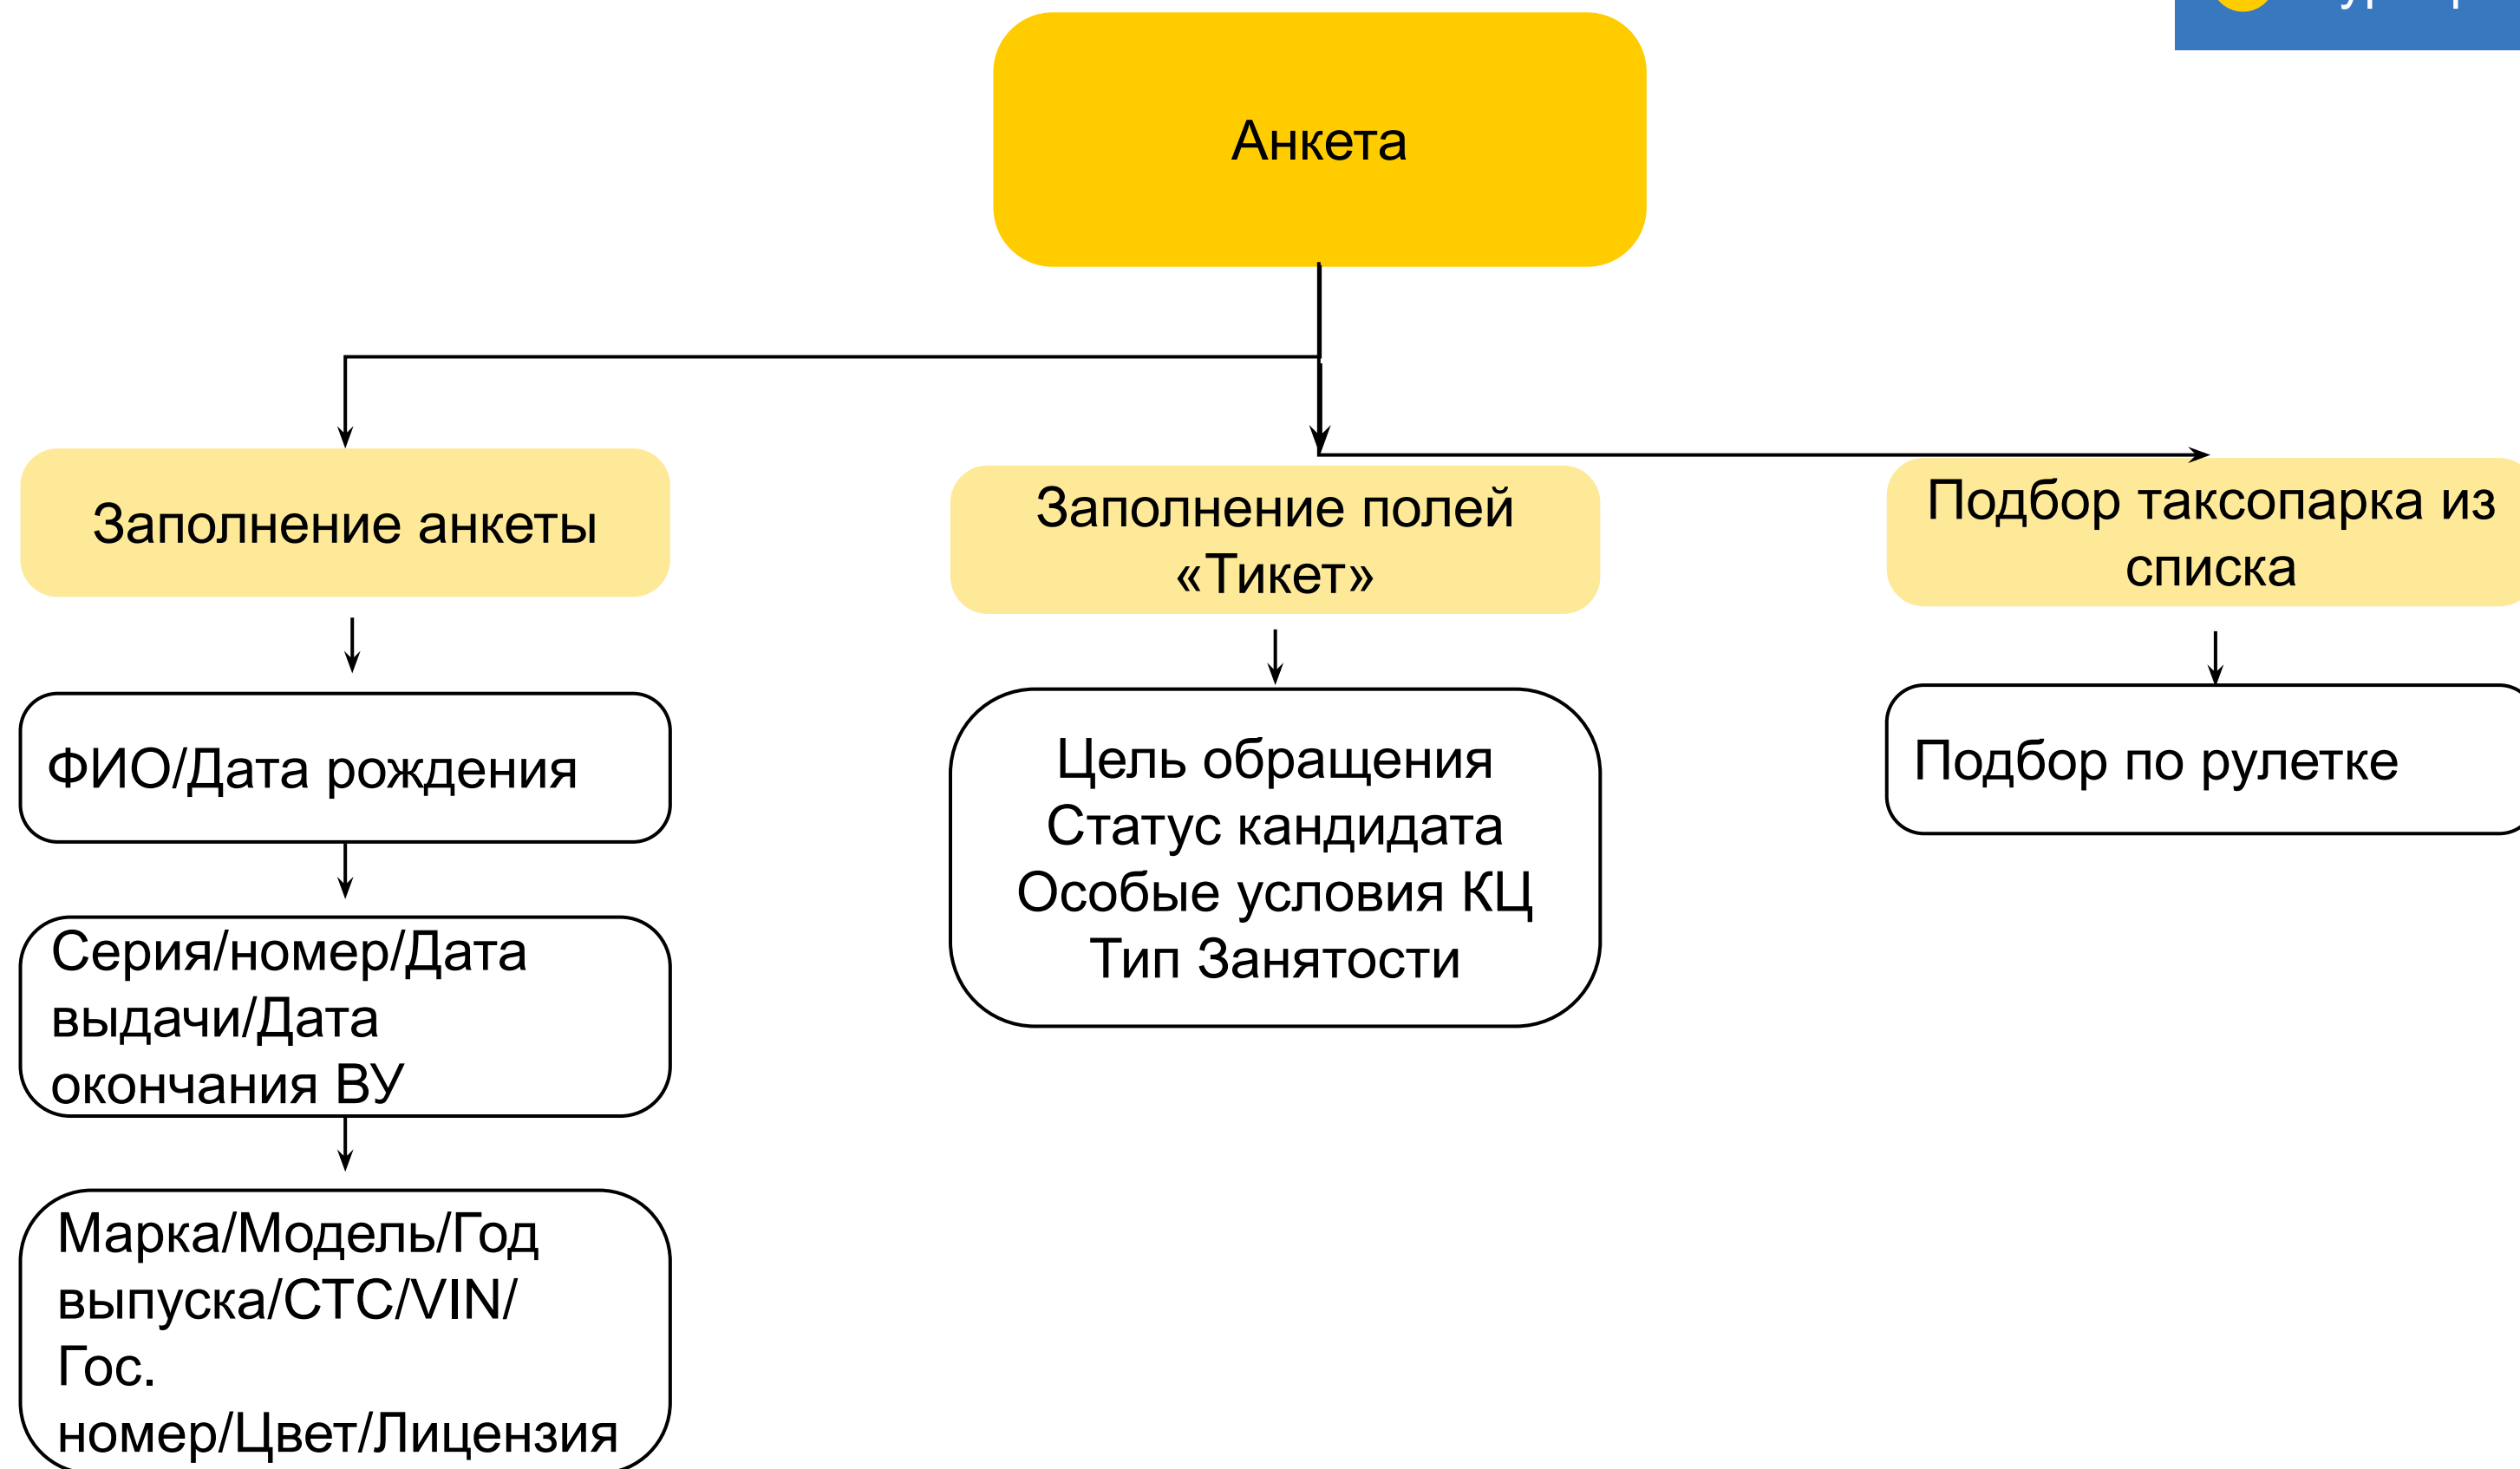 Анкета
Заполнение анкеты
ФИО/Дата рождения
Серия/номер/Дата
выдачи/Дата
окончания ВУ
Марка/Модель/Год
выпуска/СТС/VIN/
Гос.
номер/Цвет/Лицензия
Заполнение полей
«Тикет»
Цель обращения
Статус кандидата
Особые условия КЦ
Тип Занятости
Подбор таксопарка из
списка
Подбор по рулетке